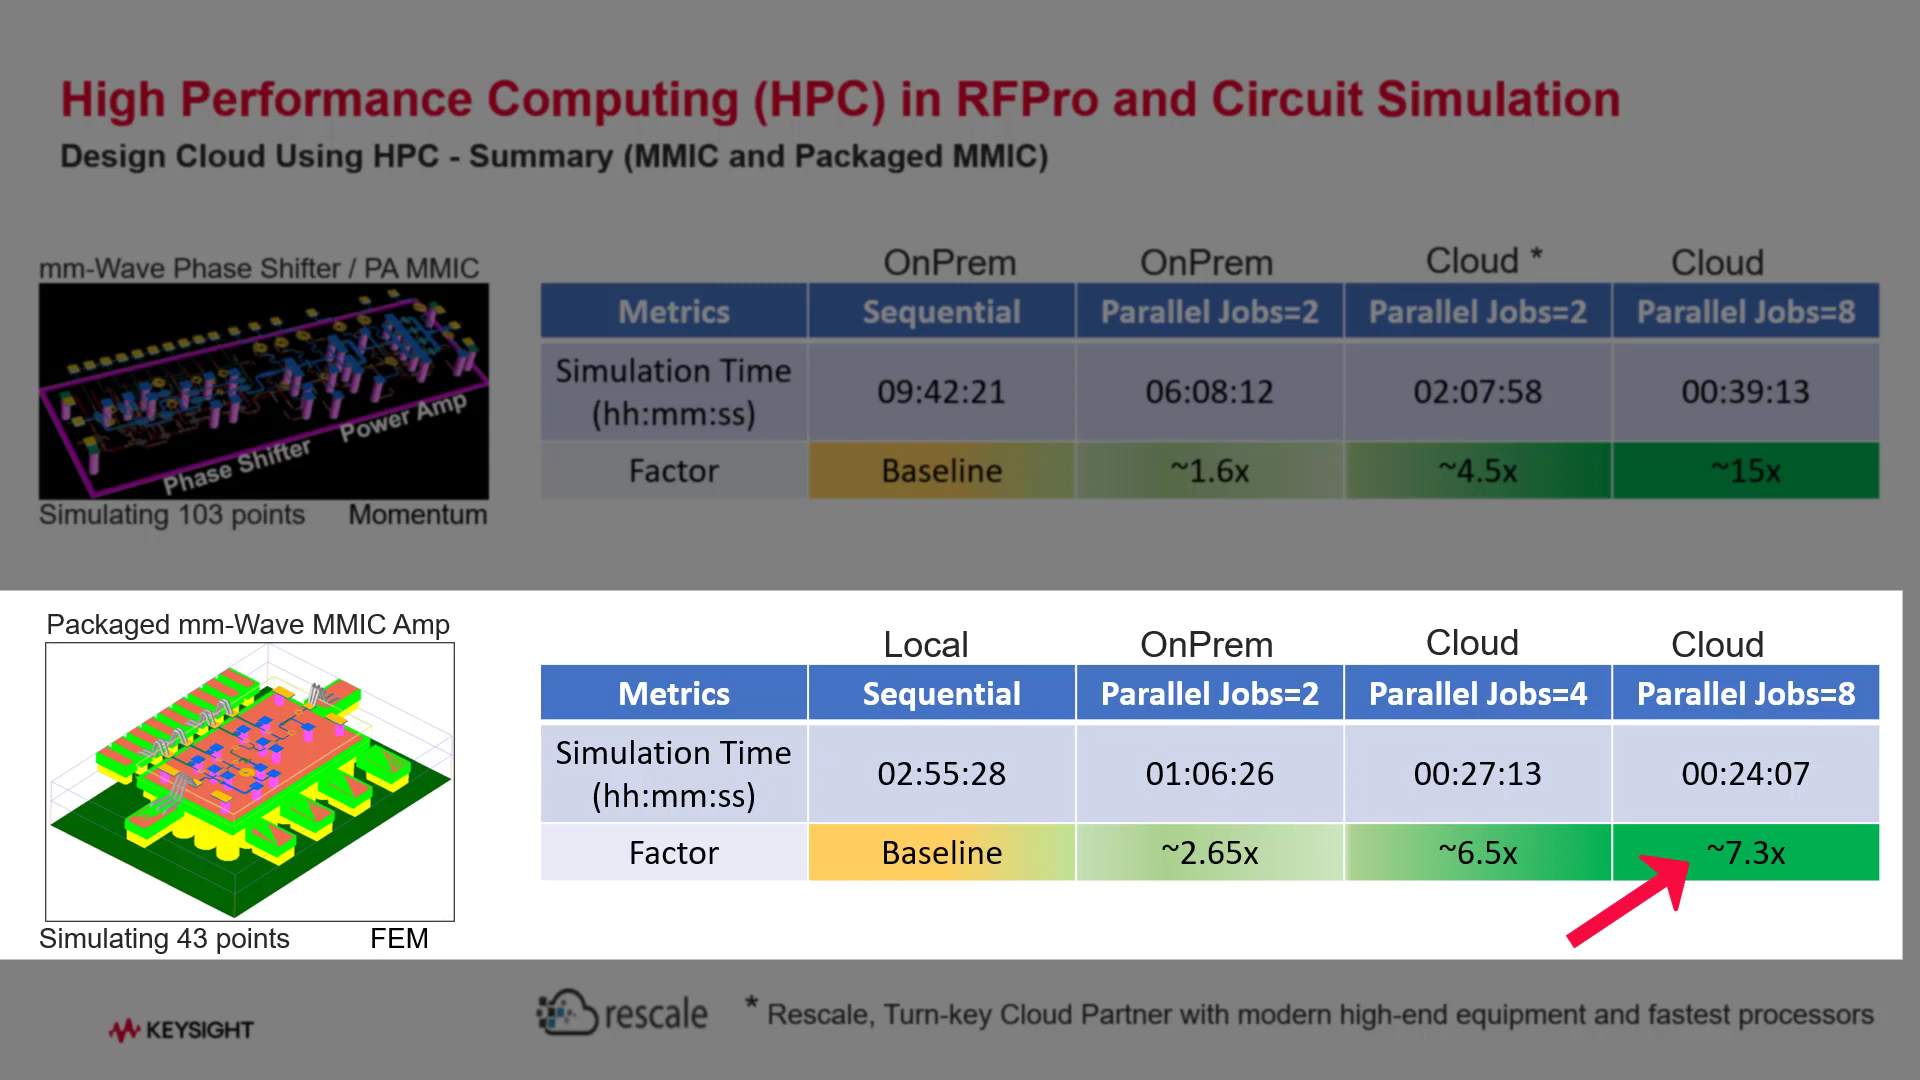 High Performance Computing (HPC) in RFPro and Circuit Simulation
Design Cloud Using HPC - Summary (MMIC and Packaged MMIC)
mm-Wave Phase Shifter / PA MMIC
Phase Shifter
Power Amp
Simulating 103 points Momentum
OnPrem OnPrem Cloud * Cloud
Metrics Sequential Parallel Jobs=2 Parallel Jobs=2 Parallel Jobs=8
Simulation Time
(hh:mm:ss) 09:42:21 06:08:12 02:07:58 00:39:13
Factor Baseline ~1.6x ~4.5x ~15x
Packaged mm-Wave MMIC Amp
Simulating 43 points FEM
Local OnPrem Cloud Cloud
Metrics Sequential Parallel Jobs=2 Parallel Jobs=4 Parallel Jobs=8
Simulation Time
(hh:mm:ss) 02:55:28 01:06:26 00:27:13 00:24:07
Factor Baseline ~2.65x ~6.5x ~7.3x
KEYSIGHT
rescale
* Rescale, Turn-key Cloud Partner with modern high-end equipment and fastest processors